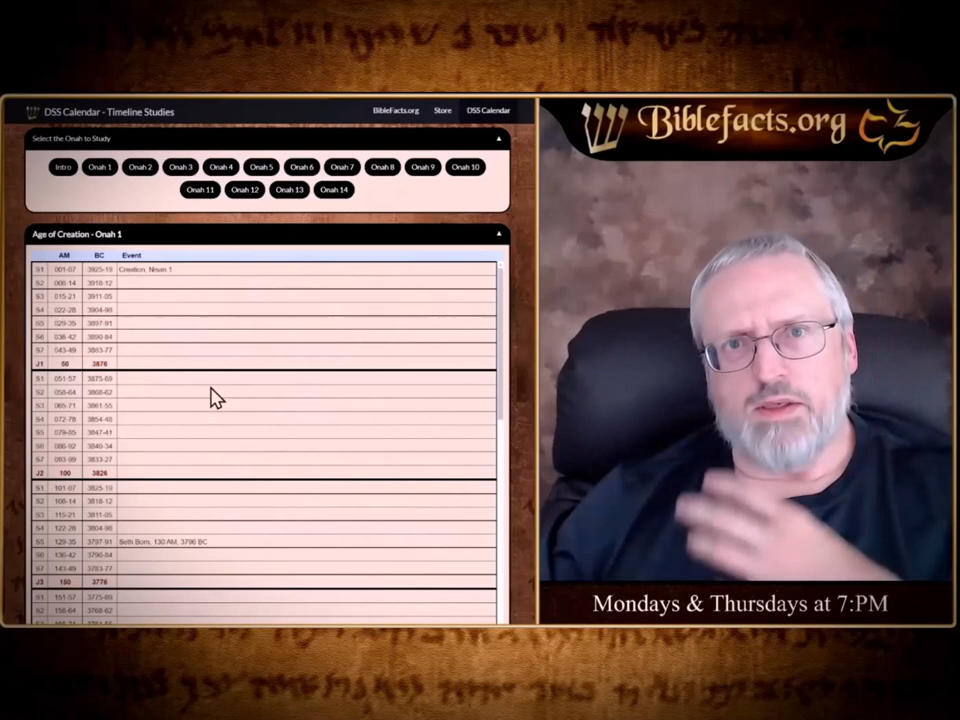 DSS Calendar - Timeline Studies
BibleFacts.org Store DSS Calendar
Select the Onah to Study
Intro Onah 1 Onah 2 Onah 3 Onah 4 Onah 5 Onah 6 Onah 7 Onah 8 Onah 9 Onah 10
Onah 11 Onah 12 Onah 13 Onah 14
Age of Creation - Onah 1
AM BC Event
S1 001-07 3925-19 Creation, Nisan 1
S2 008-14 3918-12
S3 015-21 3911-05
S4 022-28 3904-98
S5 029-35 3897-91
S6 036-42 3890-84
S7 043-49 3883-77
J1 50 3876
S1 051-57 3875-69
S2 058-64 3868-62
S3 065-71 3861-55
S4 072-78 3854-48
S5 079-85 3847-41
S6 086-92 3840-34
S7 093-99 3833-27
J2 100 3826
S1 101-07 3825-19
S2 108-14 3818-12
S3 115-21 3811-05
S4 122-28 3804-98
S5 129-35 3797-91 Seth Born, 130 AM, 3796 BC
S6 136-42 3790-84
S7 143-49 3783-77
J3 150 3776
S1 151-57 3775-69
S2 158-64 3768-62
Biblefacts.org
Mondays & Thursdays at 7:PM